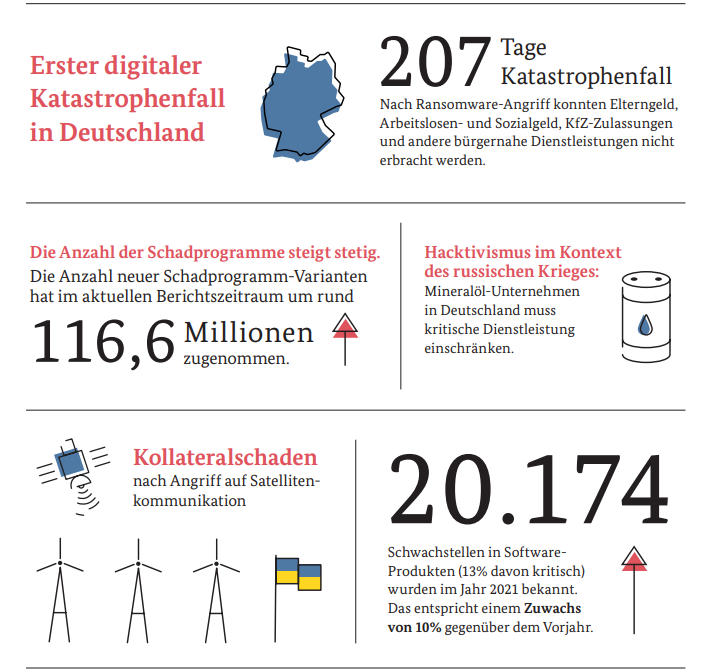 Erster digitaler
Katastrophenfall
in Deutschland
207 Tage
Katastrophenfall
Nach Ransomware-Angriff konnten Elterngeld,
Arbeitslosen- und Sozialgeld, KfZ-Zulassungen
und andere bürgernahe Dienstleistungen nicht
erbracht werden.
Die Anzahl der Schadprogramme steigt stetig.
Die Anzahl neuer Schadprogramm-Varianten
hat im aktuellen Berichtszeitraum um rund
116,6 Millionen
zugenommen.
Hacktivismus im Kontext
des russischen Krieges:
Mineralöl-Unternehmen
in Deutschland muss
kritische Dienstleistung
einschränken.
Kollateralschaden
nach Angriff auf Satelliten-
kommunikation
20.174
Schwachstellen in Software-
Produkten (13% davon kritisch)
wurden im Jahr 2021 bekannt.
Das entspricht einem Zuwachs
von 10% gegenüber dem Vorjahr.